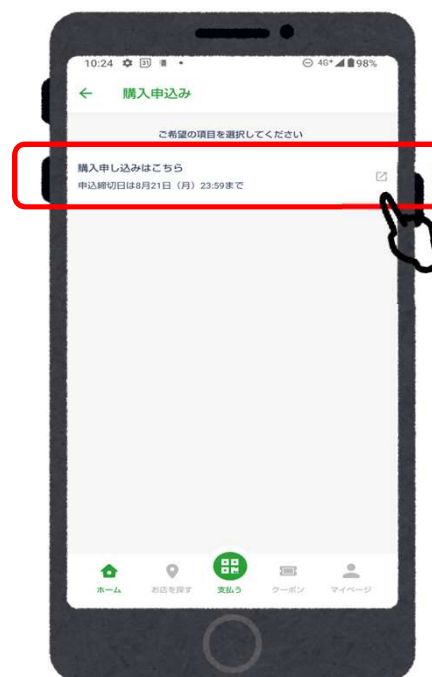 10:24 31 4G+ 98%
← 購入申込み
ご希望の項目を選択してください
購入申し込みはこちら
申込締切日は8月21日（月）23:59まで
ホーム お店を探す 支払う クーポン マイページ